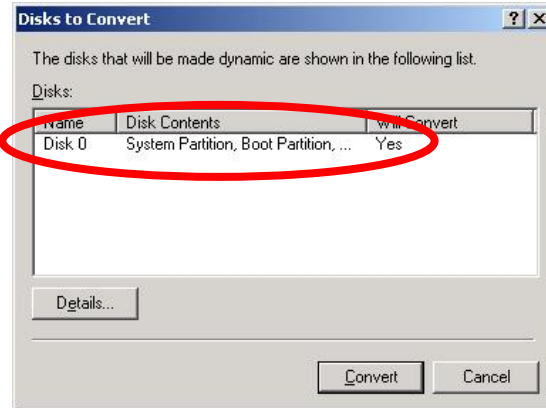 Disks to Convert
The disks that will be made dynamic are shown in the following list.
Disks:
Name Disk Contents Will Convert
Disk 0 System Partition, Boot Partition, ... Yes
Details...
Convert Cancel